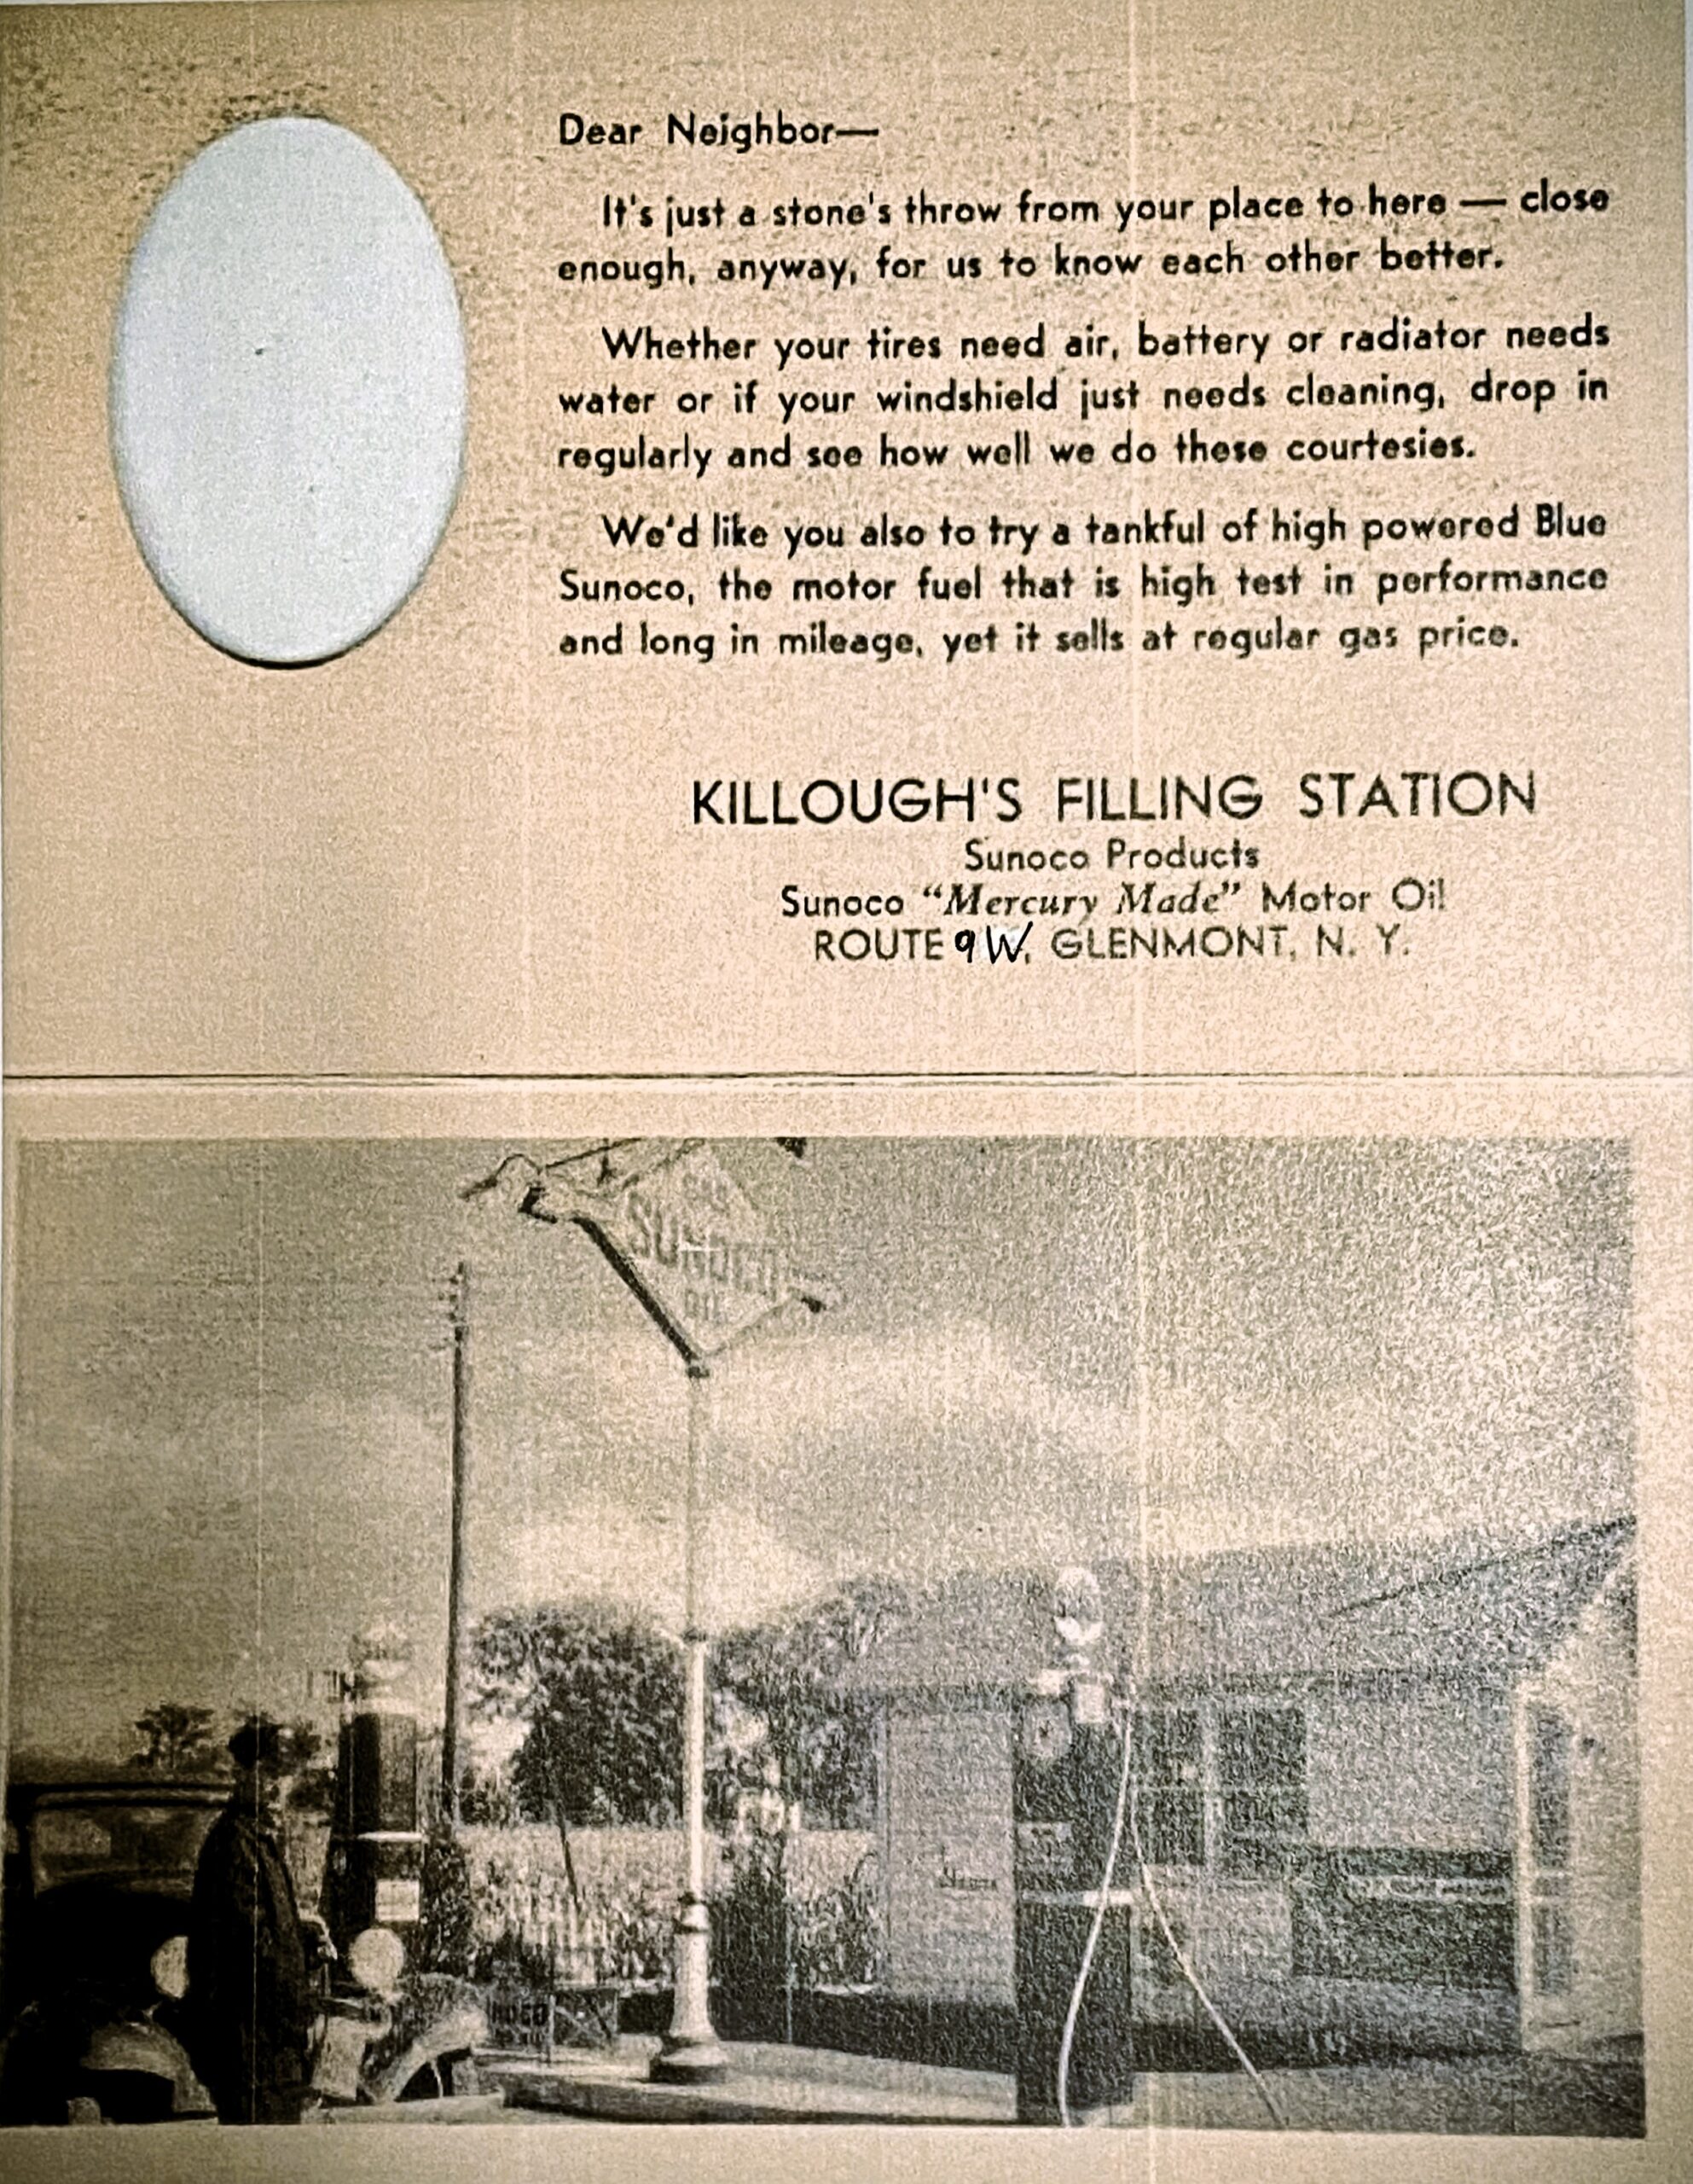 Dear Neighbor—
It's just a stone's throw from your place to here — close
enough, anyway, for us to know each other better.
Whether your tires need air, battery or radiator needs
water or if your windshield just needs cleaning, drop in
regularly and see how well we do these courtesies.
We'd like you also to try a tankful of high powered Blue
Sunoco, the motor fuel that is high test in performance
and long in mileage, yet it sells at regular gas price.
KILLOUGH'S FILLING STATION
Sunoco Products
Sunoco “Mercury Made” Motor Oil
ROUTE 9W, GLENMONT, N. Y.
GAS
SUNOCO
OIL